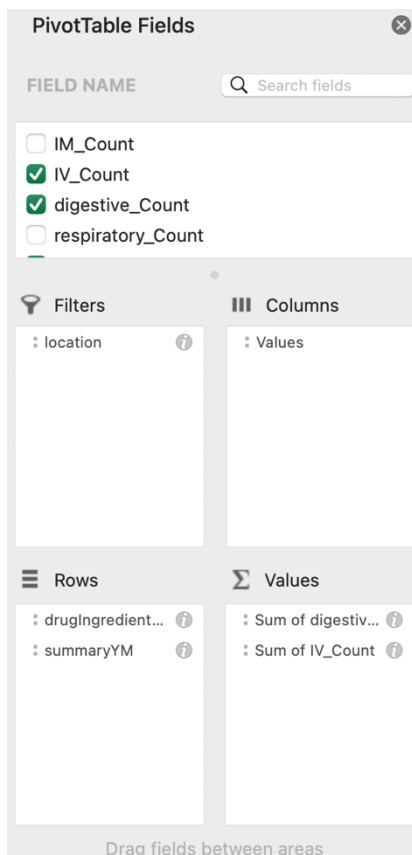 PivotTable Fields
FIELD NAME
Search fields
IM_Count
IV_Count
digestive_Count
respiratory_Count
Filters
Columns
location
Values
Rows
Values
drugIngredient...
Sum of digestiv...
summaryYM
Sum of IV_Count
Drag fields between areas